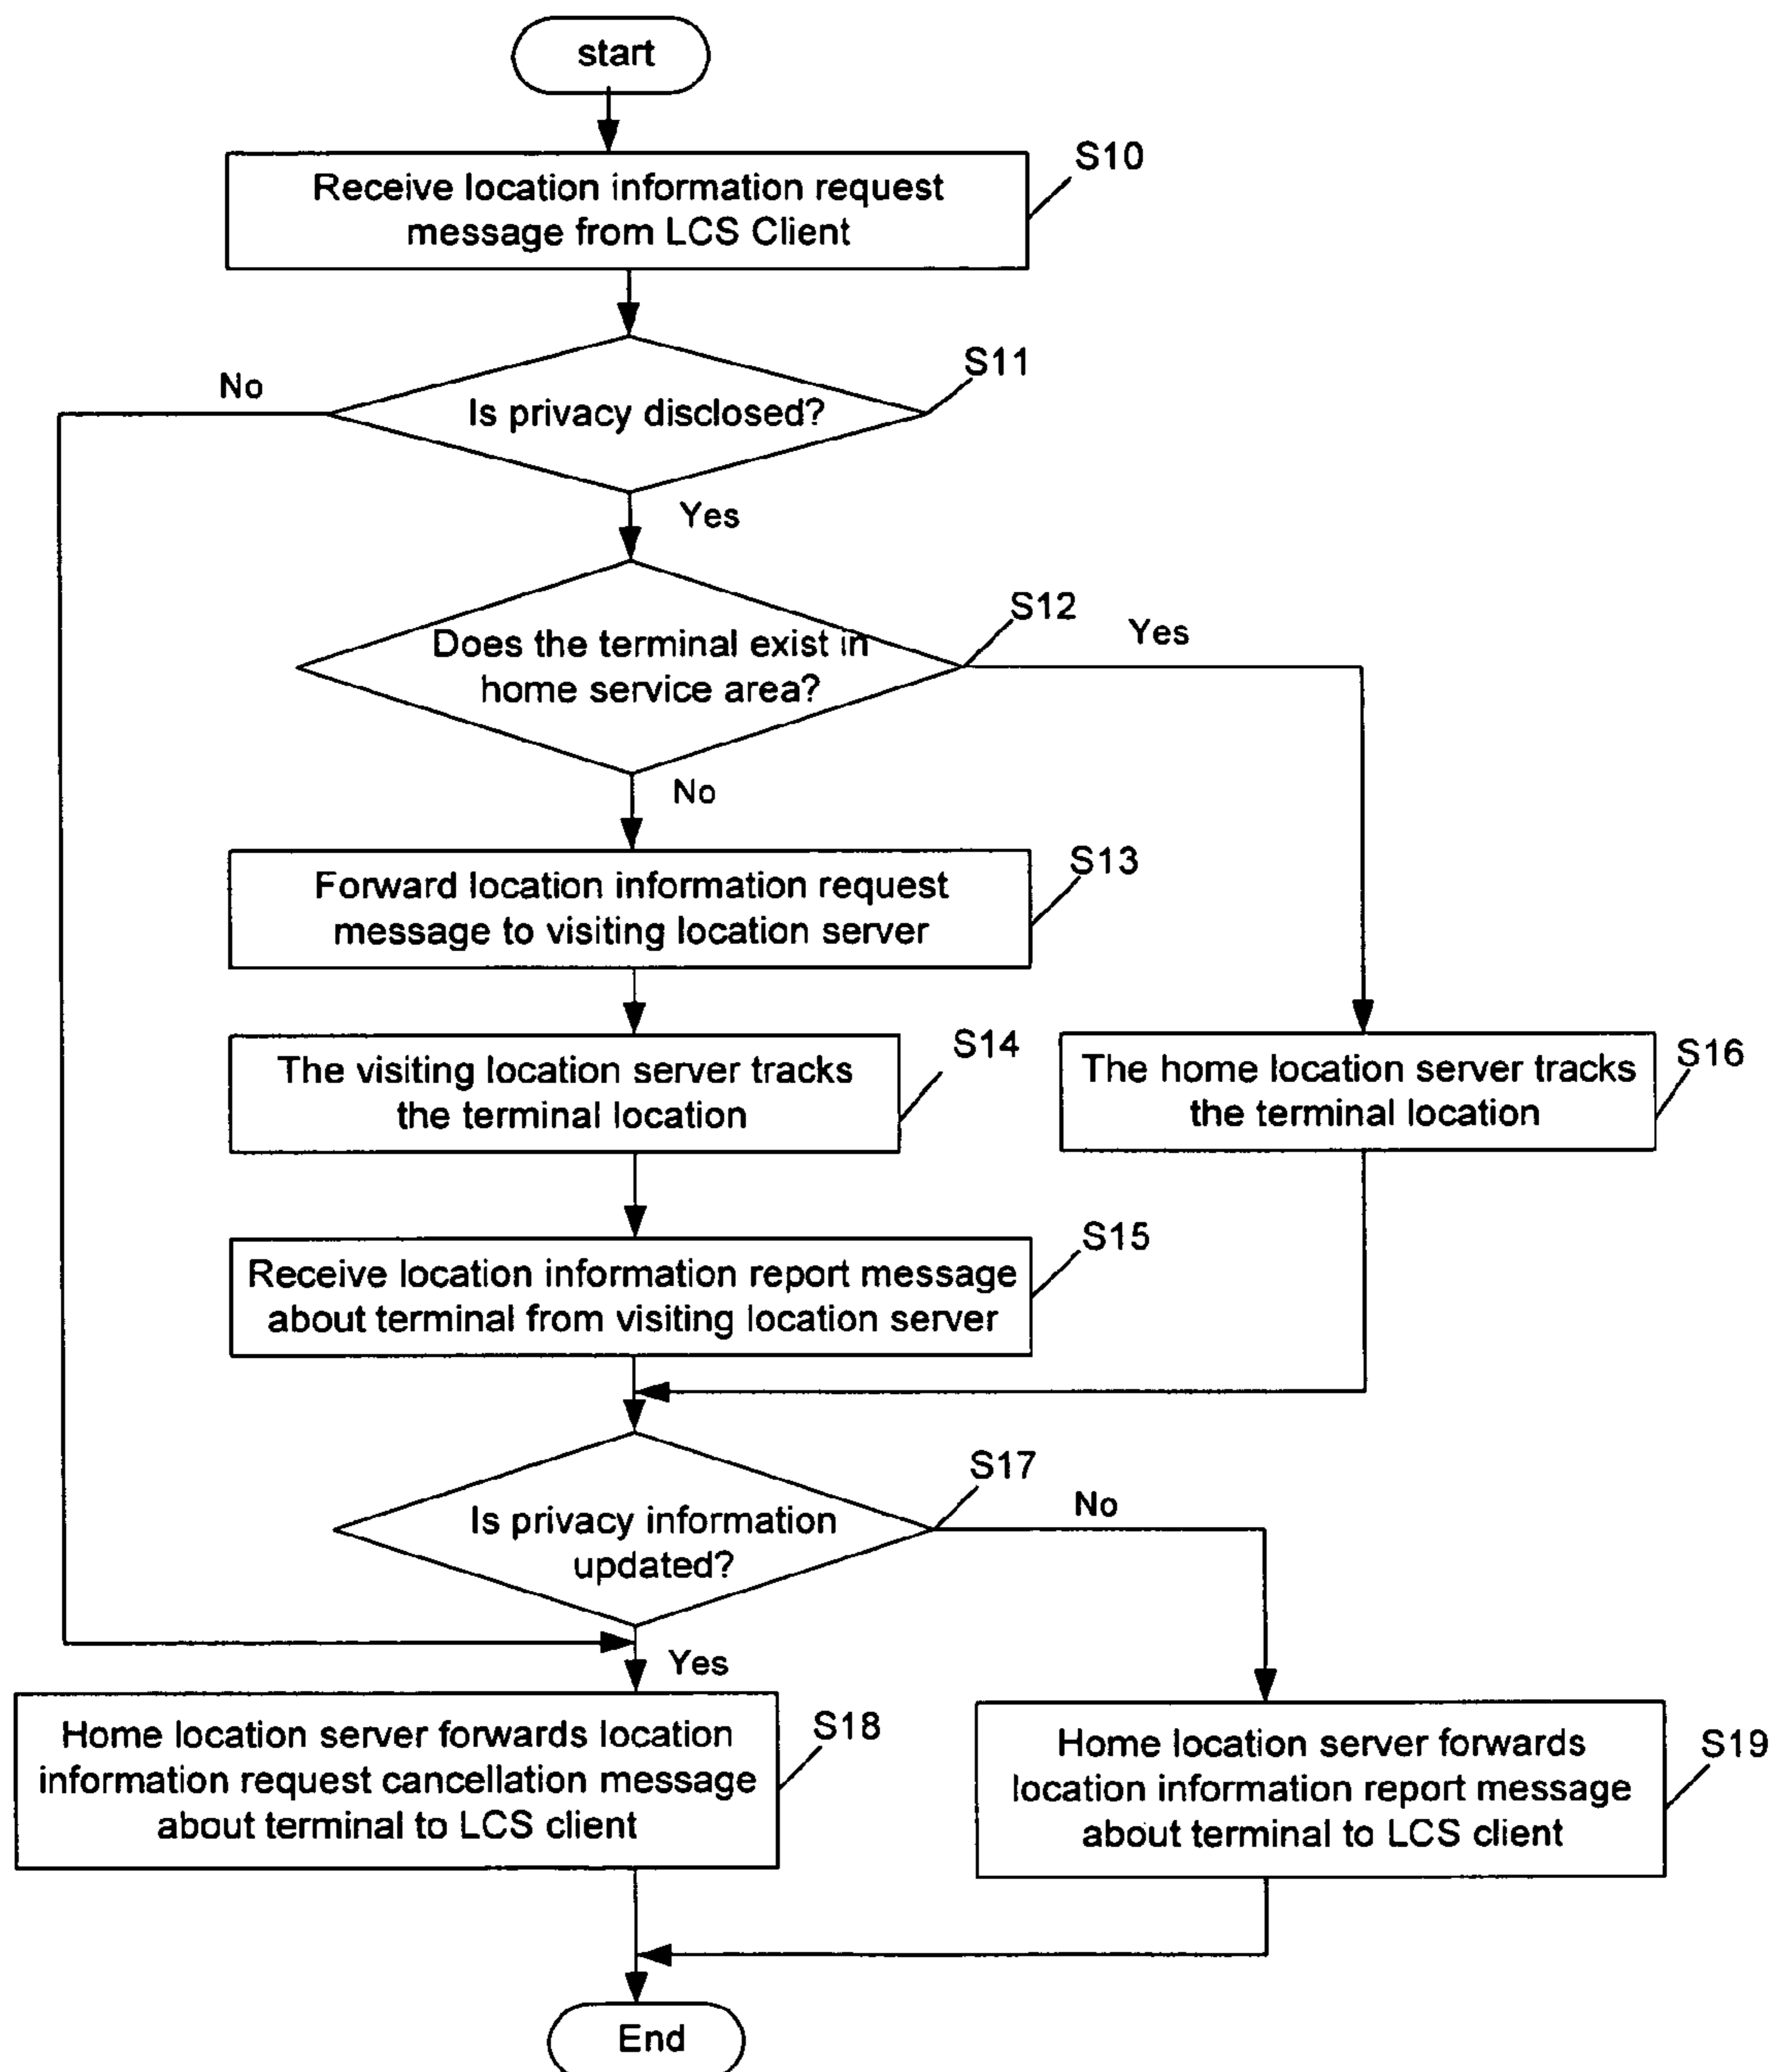 start
Receive location information request
message from LCS Client
S10
Is privacy disclosed?
S11
No
Yes
Does the terminal exist in
home service area?
S12
Yes
No
Forward location information request
message to visiting location server
S13
The visiting location server tracks
the terminal location
S14
The home location server tracks
the terminal location
S16
Receive location information report message
about terminal from visiting location server
S15
Is privacy information
updated?
S17
No
Yes
Home location server forwards location
information request cancellation message
about terminal to LCS client
S18
Home location server forwards
location information report message
about terminal to LCS client
S19
End